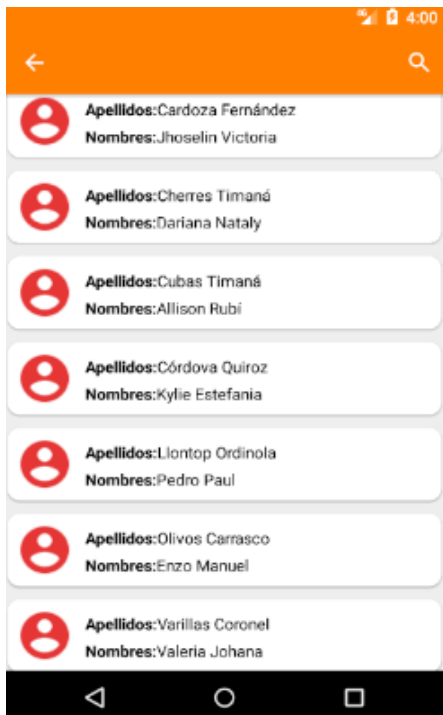 4:00
Apellidos:Cardoza Fernández
Nombres:Jhoselin Victoria
Apellidos:Cherres Timaná
Nombres:Dariana Nataly
Apellidos:Cubas Timaná
Nombres:Allison Rubí
Apellidos:Córdova Quiroz
Nombres:Kylie Estefania
Apellidos:Llontop Ordinola
Nombres:Pedro Paul
Apellidos:Olivos Carrasco
Nombres:Enzo Manuel
Apellidos:Varillas Coronel
Nombres:Valeria Johana